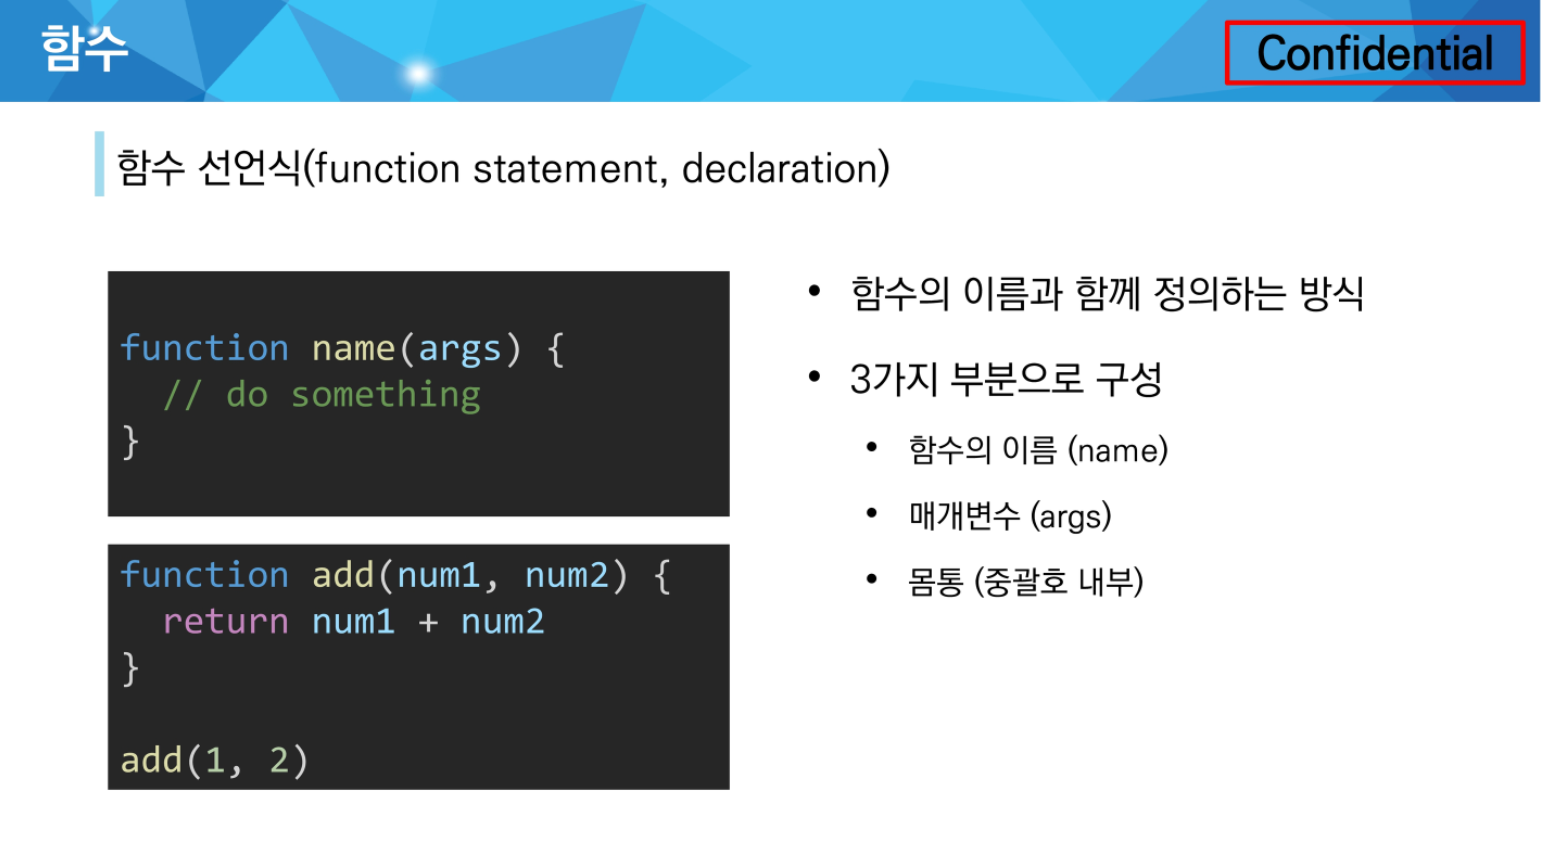 함수
Confidential
함수 선언식(function statement, declaration)
function name(args) {
  // do something
}
function add(num1, num2) {
  return num1 + num2
}
add(1, 2)
• 함수의 이름과 함께 정의하는 방식
• 3가지 부분으로 구성
• 함수의 이름 (name)
• 매개변수 (args)
• 몸통 (중괄호 내부)